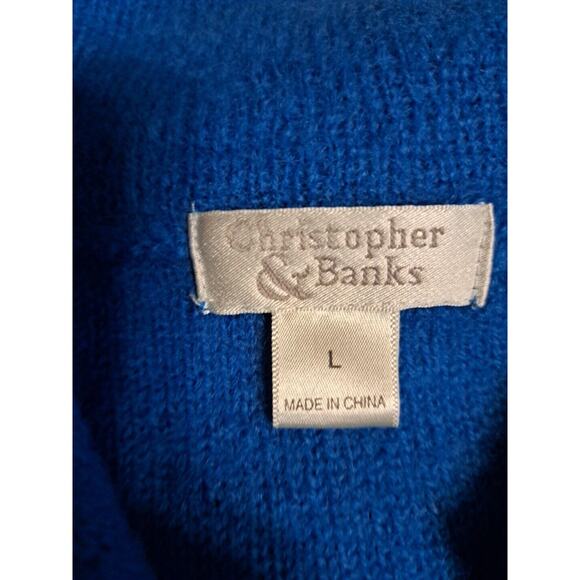 Christopher
& Banks
L
MADE IN CHINA